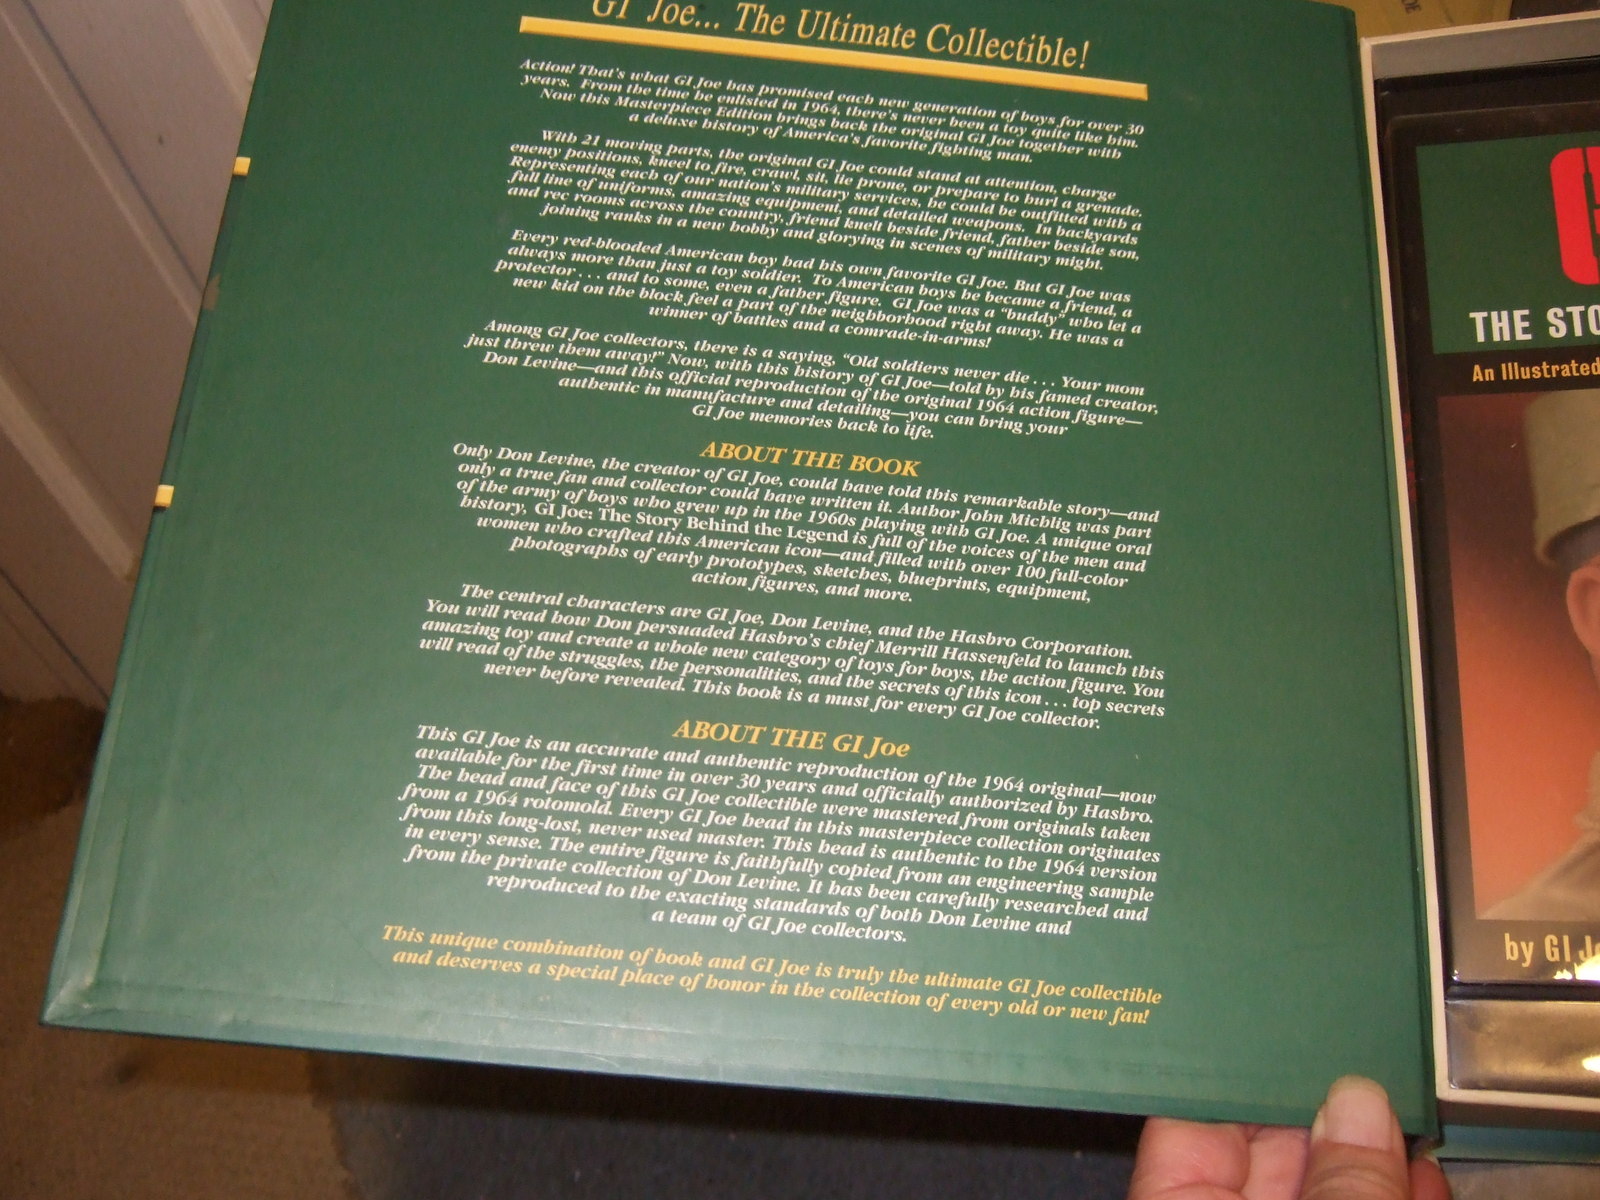 GI Joe... The Ultimate Collectible!
Action! That's what GI Joe has promised each new generation of boys for over 30
years. From the time he enlisted in 1964, there's never been a toy quite like him.
Now this Masterpiece Edition brings back the original GI Joe together with
a deluxe history of America's favorite fighting man.
With 21 moving parts, the original GI Joe could stand at attention, charge
enemy positions, kneel to fire, crawl, sit, lie prone, or prepare to hurl a grenade.
Representing each of our nation's military services, he could be outfitted with a
full line of uniforms, amazing equipment, and detailed weapons. In backyards
and rec rooms across the country, friend knelt beside friend, father beside son,
joining ranks in a new hobby and glorying in scenes of military might.
Every red-blooded American boy had his own favorite GI Joe. But GI Joe was
always more than just a toy soldier. To American boys he became a friend, a
protector... and to some, even a father figure. GI Joe was a "buddy" who let a
new kid on the block feel a part of the neighborhood right away. He was a
winner of battles and a comrade-in-arms!
Among GI Joe collectors, there is a saying, "Old soldiers never die... Your mom
just threw them away!" Now, with this history of GI Joe—told by his famed creator,
Don Levine—and this official reproduction of the original 1964 action figure—
authentic in manufacture and detailing—you can bring your
GI Joe memories back to life.
ABOUT THE BOOK
Only Don Levine, the creator of GI Joe, could have told this remarkable story—and
only a true fan and collector could have written it. Author John Michlig was part
of the army of boys who grew up in the 1960s playing with GI Joe. A unique oral
history, GI Joe: The Story Behind the Legend is full of the voices of the men and
women who crafted this American icon—and filled with over 100 full-color
photographs of early prototypes, sketches, blueprints, equipment,
action figures, and more.
The central characters are GI Joe, Don Levine, and the Hasbro Corporation.
You will read how Don persuaded Hasbro's chief Merrill Hassenfeld to launch this
amazing toy and create a whole new category of toys for boys, the action figure. You
will read of the struggles, the personalities, and the secrets of this icon... top secrets
never before revealed. This book is a must for every GI Joe collector.
ABOUT THE GI Joe
This GI Joe is an accurate and authentic reproduction of the 1964 original—now
available for the first time in over 30 years and officially authorized by Hasbro.
The head and face of this GI Joe collectible were mastered from originals taken
from a 1964 rotomold. Every GI Joe head in this masterpiece collection originates
from this long-lost, never used master. This head is authentic to the 1964 version
in every sense. The entire figure is faithfully copied from an engineering sample
from the private collection of Don Levine. It has been carefully researched and
reproduced to the exacting standards of both Don Levine and
a team of GI Joe collectors.
This unique combination of book and GI Joe is truly the ultimate GI Joe collectible
and deserves a special place of honor in the collection of every old or new fan!
THE STO
An Illustrated
by GI Jo